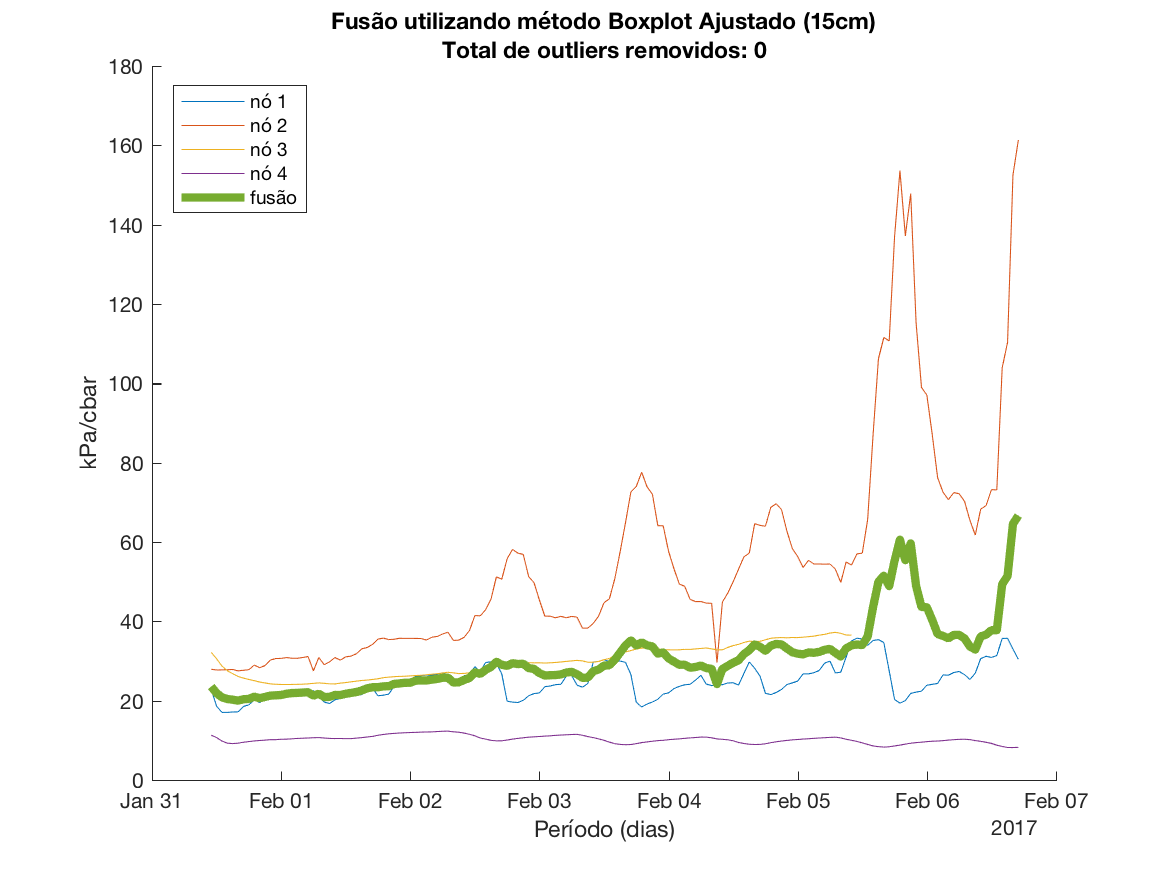 Fusão utilizando método Boxplot Ajustado (15cm)
Total de outliers removidos: 0
180
160
140
120
100
80
60
40
20
0
kPa/cbar
nó 1
nó 2
nó 3
nó 4
fusão
Jan 31
Feb 01
Feb 02
Feb 03
Feb 04
Feb 05
Feb 06
Feb 07
Período (dias)
2017